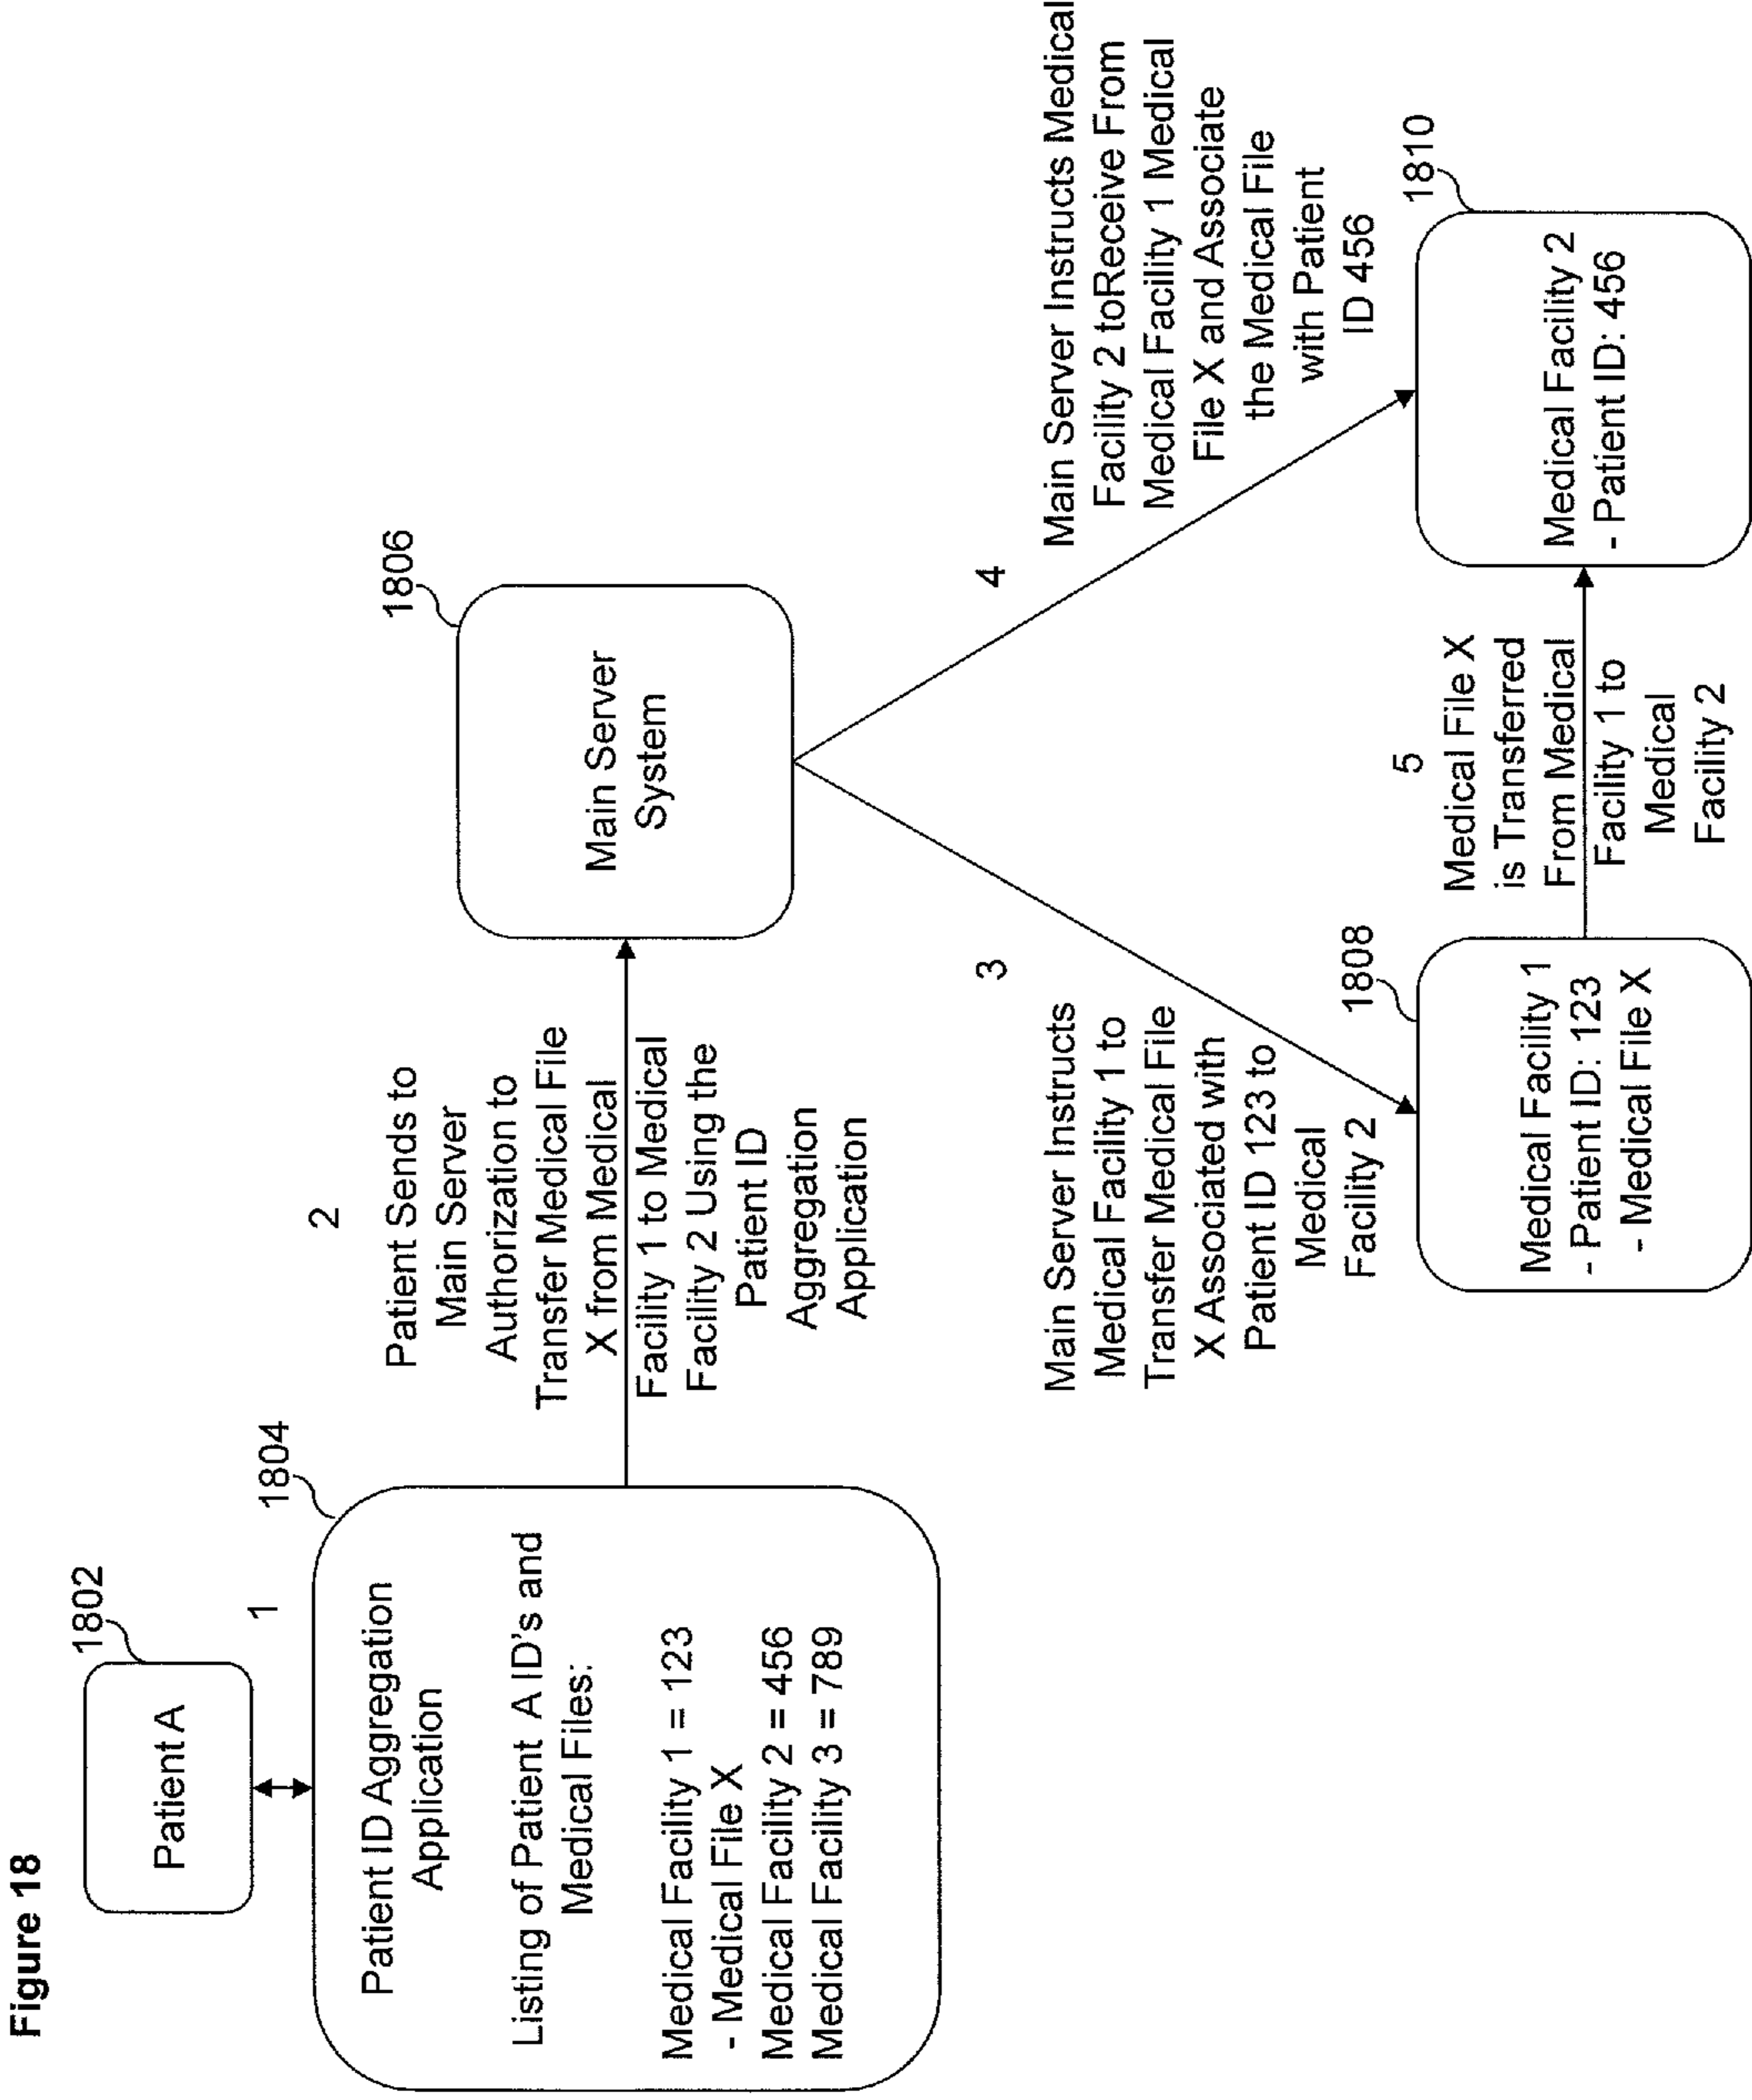 Figure 18
1802
Patient A
1
1804
Patient ID Aggregation
Application
Listing of Patient A ID's and
Medical Files:
Medical Facility 1 = 123
- Medical File X
Medical Facility 2 = 456
Medical Facility 3 = 789
2
Patient Sends to
Main Server
Authorization to
Transfer Medical File
X from Medical
Facility 1 to Medical
Facility 2 Using the
Patient ID
Aggregation
Application
1806
Main Server
System
3
Main Server Instructs
Medical Facility 1 to
Transfer Medical File
X Associated with
Patient ID 123 to
Medical
Facility 2
4
Main Server Instructs Medical
Facility 2 toReceive From
Medical Facility 1 Medical
File X and Associate
the Medical File
with Patient
ID 456
1808
Medical Facility 1
- Patient ID: 123
- Medical File X
5
Medical File X
is Transferred
From Medical
Facility 1 to
Medical
Facility 2
1810
Medical Facility 2
- Patient ID: 456